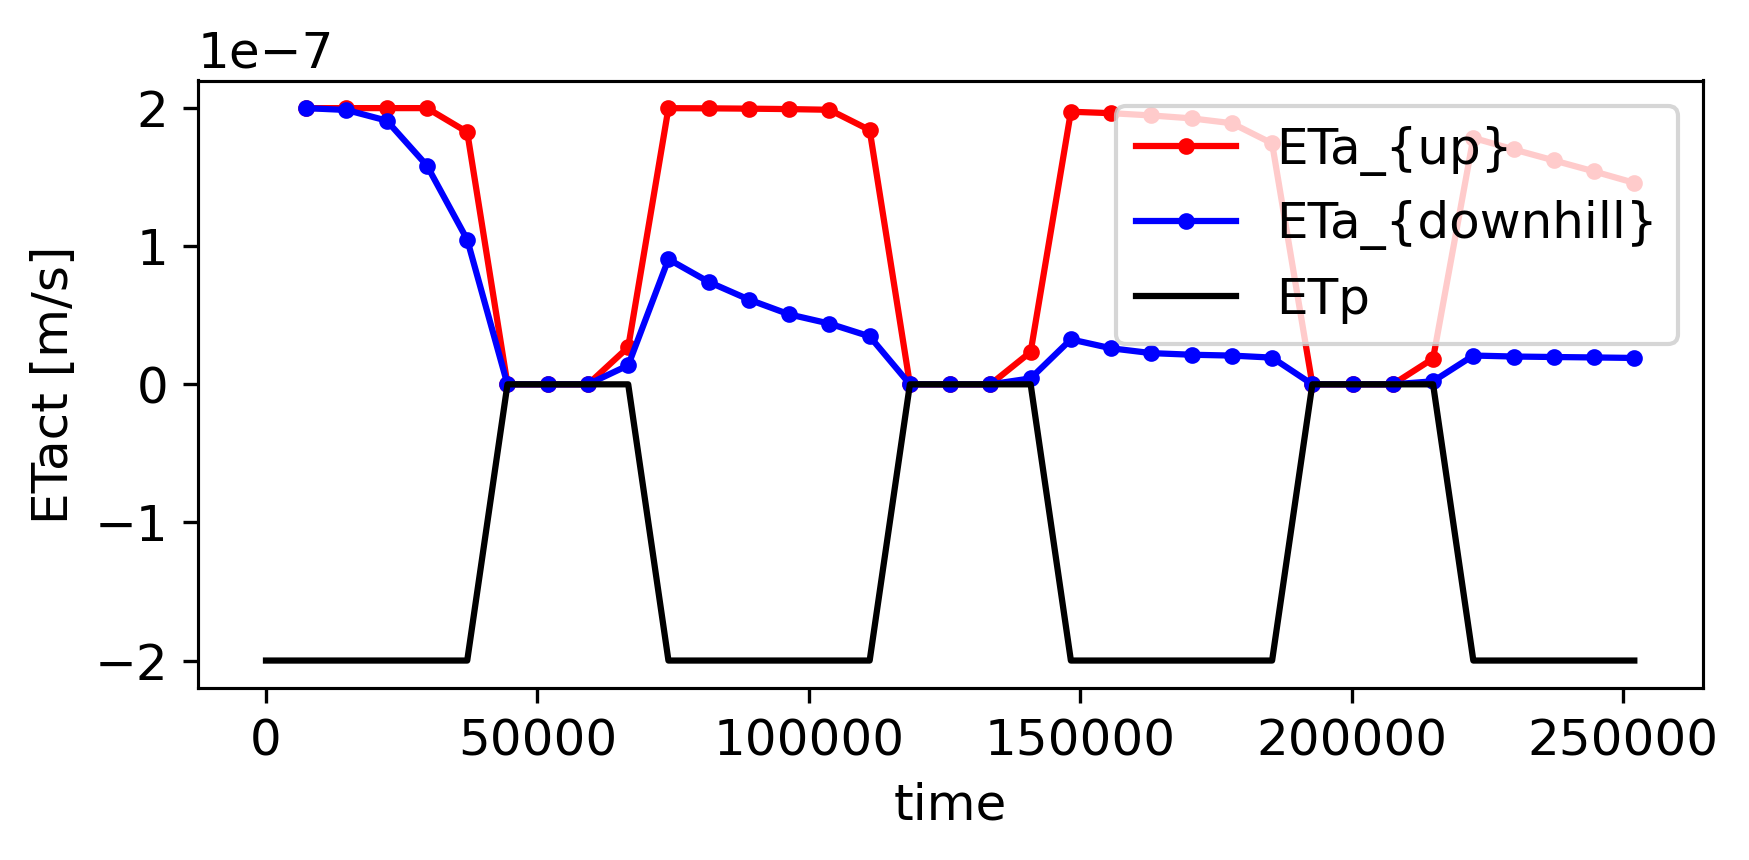 1e−7
2
1
0
−1
−2
ETact [m/s]
ETa_{up}
ETa_{downhill}
ETp
0 50000 100000 150000 200000 250000
time